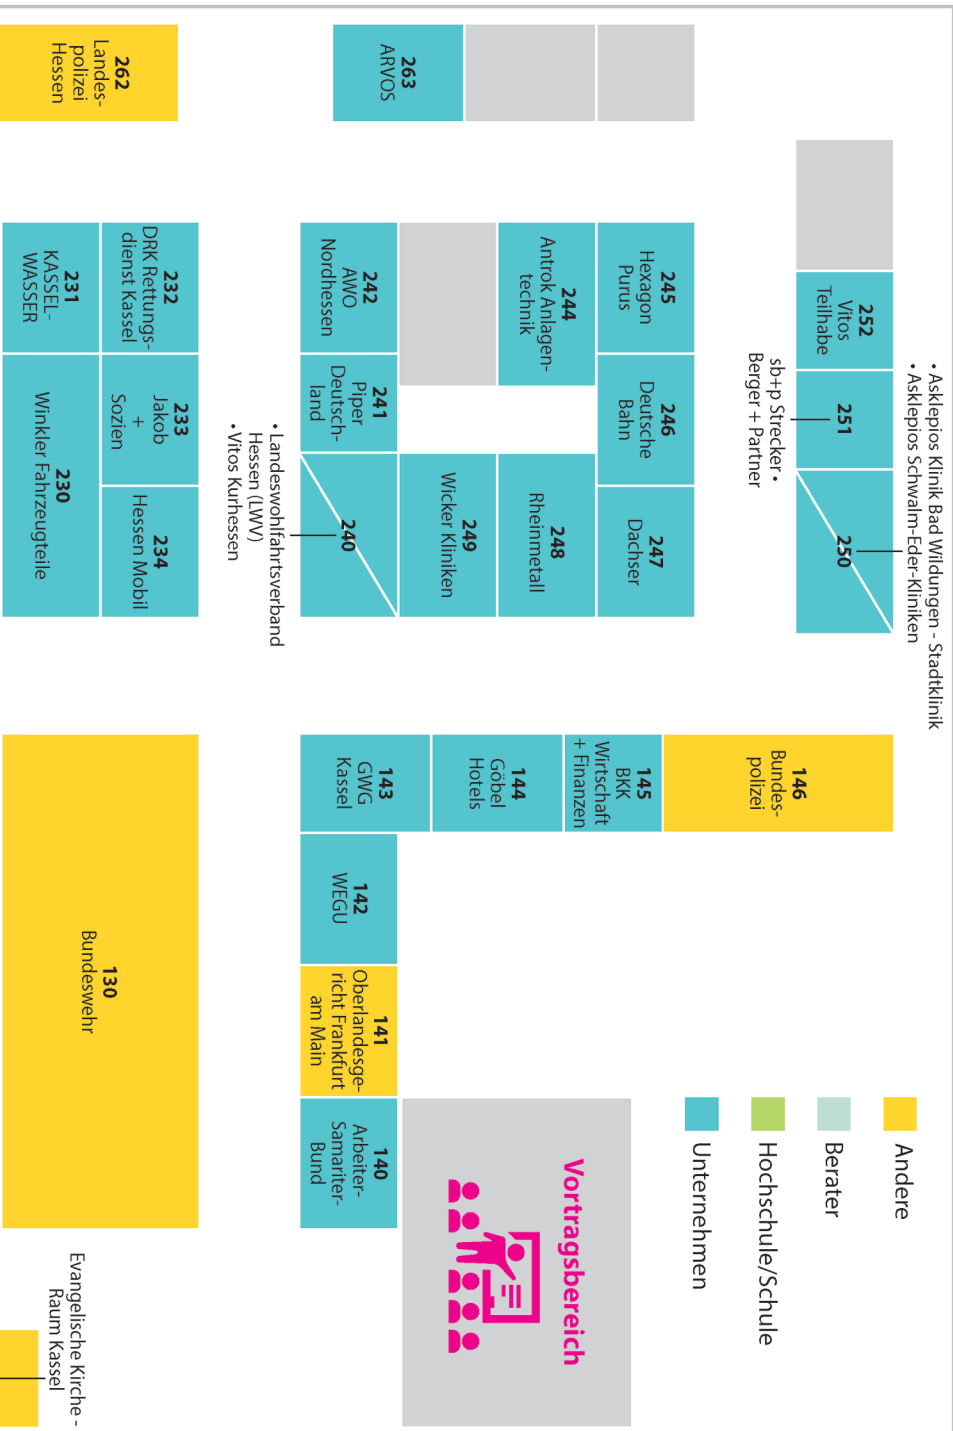 • Asklepios Klinik Bad Wildungen - Stadtklinik
• Asklepios Schwalm-Eder-Kliniken
252
Vitos
Teilhabe
251
250
sb+p Strecker •
Berger + Partner
263
ARVOS
262
Landes-
polizei
Hessen
245
Hexagon
Purus
246
Deutsche
Bahn
247
Dachser
244
Antrok Anlagen-
technik
248
Rheinmetall
249
Wicker Kliniken
242
AWO
Nordhessen
241
Piper
Deutsch-
land
240
• Landeswohlfahrtsverband
Hessen (LWV)
• Vitos Kurhessen
232
DRK Rettungs-
dienst Kassel
233
Jakob
+
Sozien
234
Hessen Mobil
231
KASSEL-
WASSER
230
Winkler Fahrzeugteile
146
Bundes-
polizei
145
BKK
Wirtschaft
+ Finanzen
144
Göbel
Hotels
143
GWG
Kassel
142
WEGU
141
Oberlandesge-
richt Frankfurt
am Main
140
Arbeiter-
Samariter-
Bund
130
Bundeswehr
Andere
Berater
Hochschule/Schule
Unternehmen
Vortragsbereich
Evangelische Kirche -
Raum Kassel